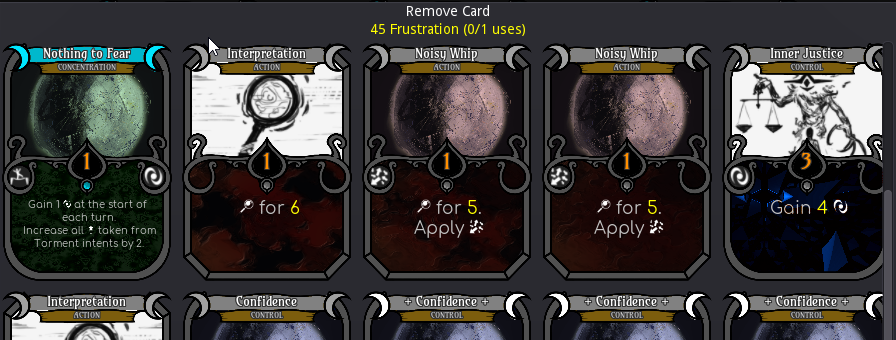 Remove Card
45 Frustration (0/1 uses)
Nothing to Fear
CONCENTRATION
1
Gain 1 at the start of
each turn.
Increase all taken from
Torment intents by 2.
Interpretation
ACTION
1
for 6
Noisy Whip
ACTION
1
for 5.
Apply
Noisy Whip
ACTION
1
for 5.
Apply
Inner Justice
CONTROL
3
Gain 4
Interpretation
ACTION
Confidence
CONTROL
+ Confidence +
CONTROL
+ Confidence +
CONTROL
+ Confidence +
CONTROL